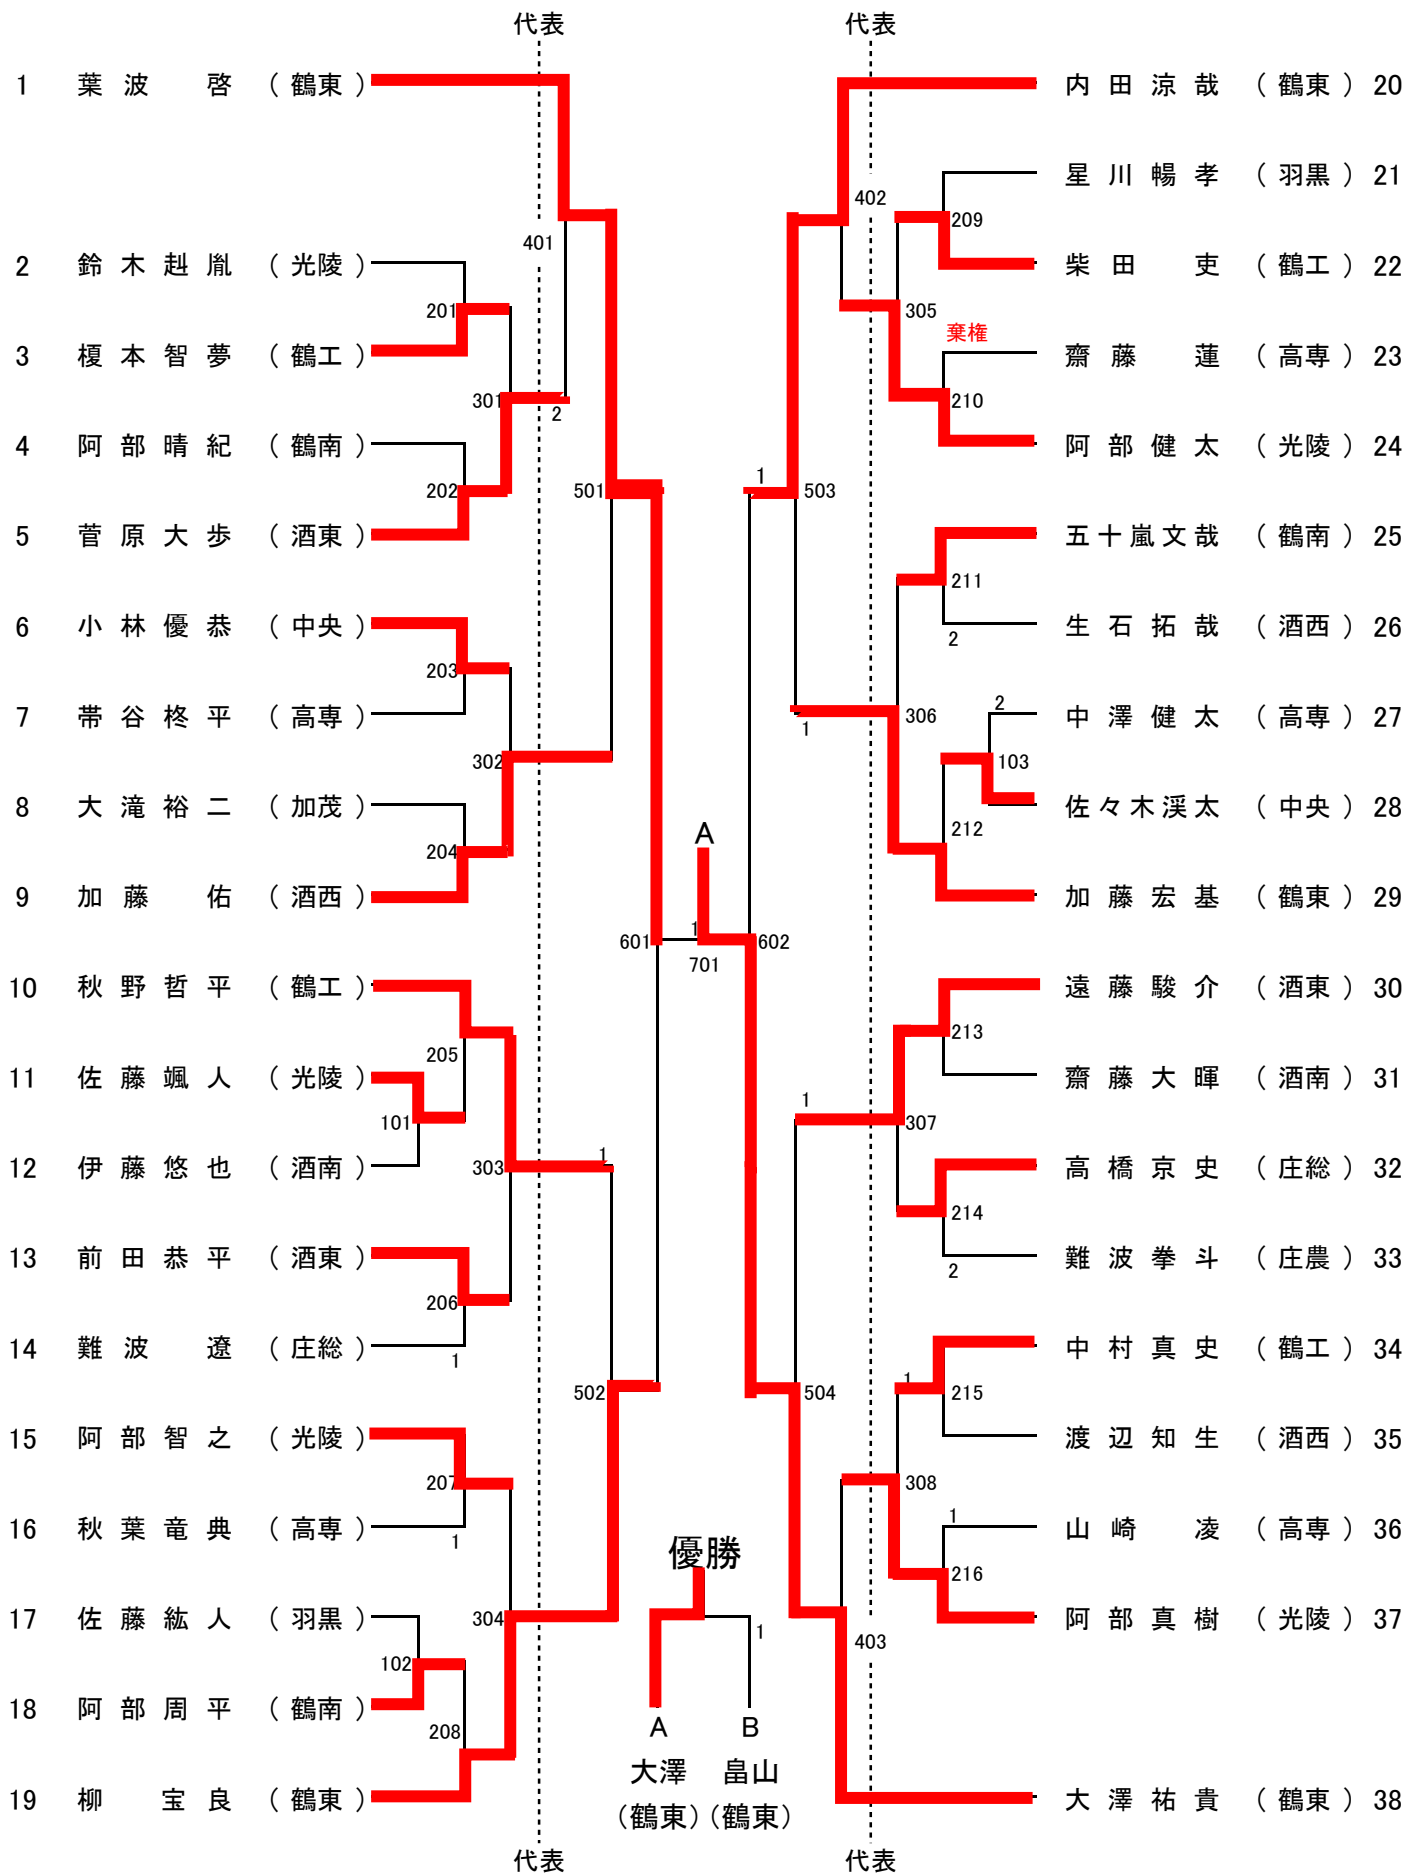 代表 代表
1 葉波 啓 (鶴東) 内田涼哉 (鶴東) 20
星川暢孝 (羽黒) 21
402
209
401
2 鈴木赳胤 (光陵) 柴田 吏 (鶴工) 22
201 305
棄権
3 榎本智夢 (鶴工) 齋藤 蓮 (高専) 23
301 2 210
4 阿部晴紀 (鶴南) 阿部健太 (光陵) 24
1
202 501 503
5 菅原大歩 (酒東) 五十嵐文哉 (鶴南) 25
211
6 小林優恭 (中央) 生石拓哉 (酒西) 26
2
203
7 帯谷柊平 (高専) 2 中澤健太 (高専) 27
1 306
302 103
8 大滝裕二 (加茂) 佐々木渓太 (中央) 28
A 212
204
9 加藤 佑 (酒西) 加藤宏基 (鶴東) 29
1
601 701 602
10 秋野哲平 (鶴工) 遠藤駿介 (酒東) 30
205 213
11 佐藤颯人 (光陵) 齋藤大暉 (酒南) 31
1
101 307
12 伊藤悠也 (酒南) 1 高橋京史 (庄総) 32
303
214
13 前田恭平 (酒東) 難波拳斗 (庄農) 33
2
206
14 難波 遼 (庄総) 中村真史 (鶴工) 34
1
1
502 504 215
15 阿部智之 (光陵) 渡辺知生 (酒西) 35
207 308
1
16 秋葉竜典 (高専) 山崎 凌 (高専) 36
1
優勝
216
17 佐藤紘人 (羽黒) 阿部真樹 (光陵) 37
304 1 403
102
18 阿部周平 (鶴南)
A B
208
大澤 畠山
19 柳 宝良 (鶴東) 大澤祐貴 (鶴東) 38
(鶴東) (鶴東)
代表 代表